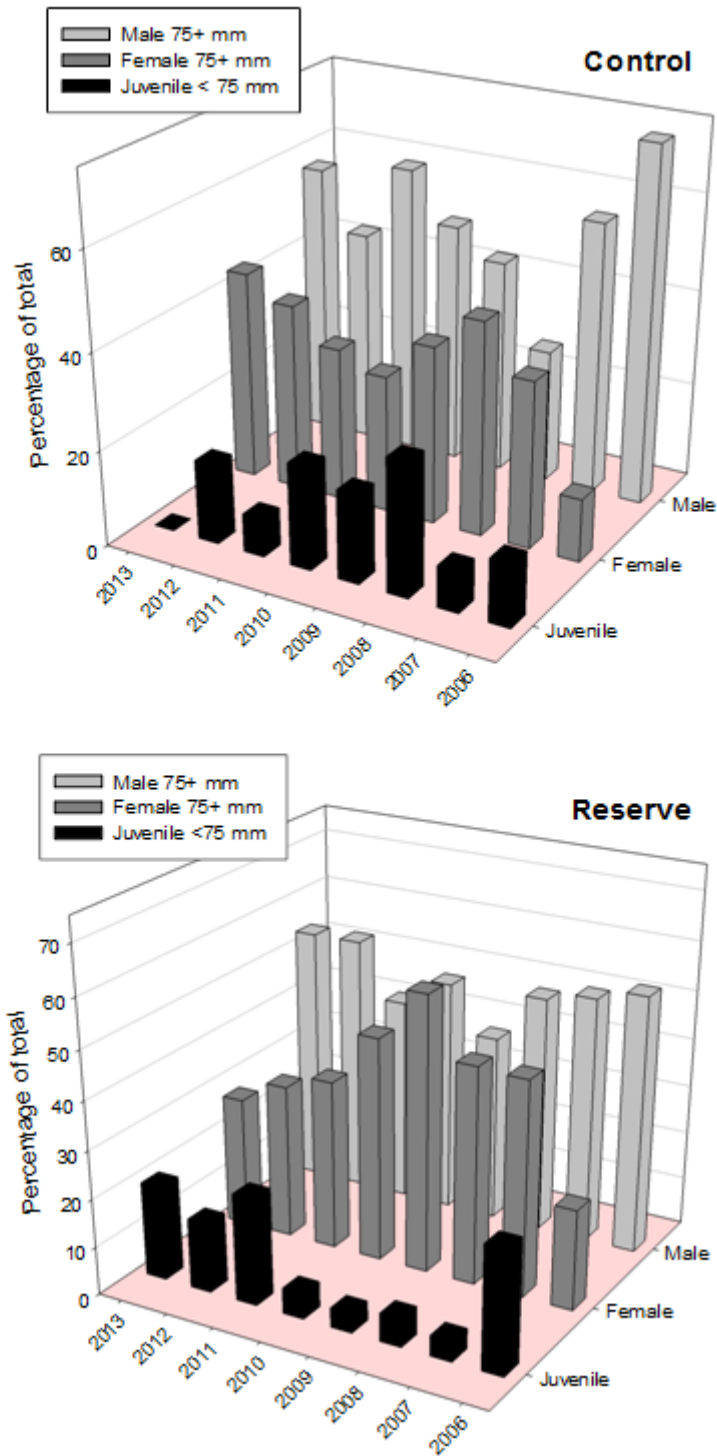 Male 75+ mm
Female 75+ mm
Juvenile < 75 mm
Control
Percentage of total
60
40
20
0
2013
2012
2011
2010
2009
2008
2007
2006
Male
Female
Juvenile
Male 75+ mm
Female 75+ mm
Juvenile <75 mm
Reserve
Percentage of total
70
60
50
40
30
20
10
0
2013
2012
2011
2010
2009
2008
2007
2006
Male
Female
Juvenile